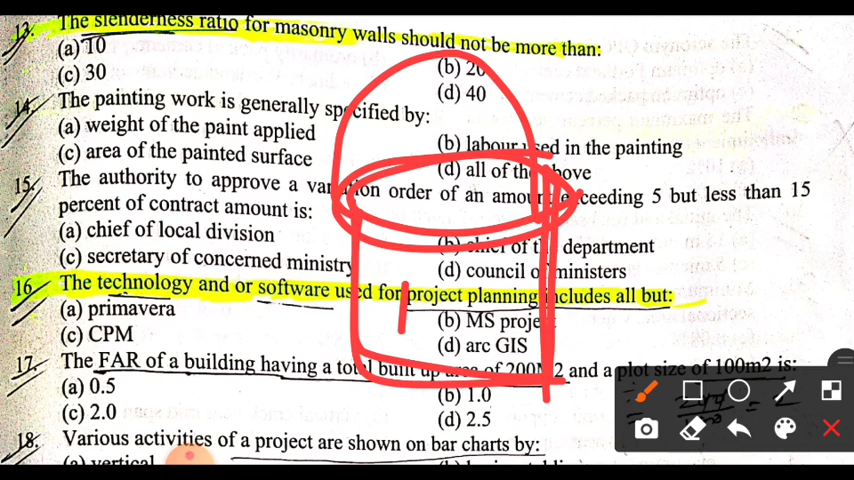 13. The slenderness ratio for masonry walls should not be more than:
(a) 10
(b) 20
(c) 30
(d) 40
14. The painting work is generally specified by:
(a) weight of the paint applied
(b) labour used in the painting
(c) area of the painted surface
(d) all of the above
15. The authority to approve a variation order of an amount exceeding 5 but less than 15
percent of contract amount is:
(a) chief of local division
(b) chief of the department
(c) secretary of concerned ministry
(d) council of ministers
16. The technology and or software used for project planning includes all but:
(a) primavera
(b) MS project
(c) CPM
(d) arc GIS
17. The FAR of a building having a total built up area of 200M2 and a plot size of 100m2 is:
(a) 0.5
(b) 1.0
(c) 2.0
(d) 2.5
18. Various activities of a project are shown on bar charts by:
(a) vertical